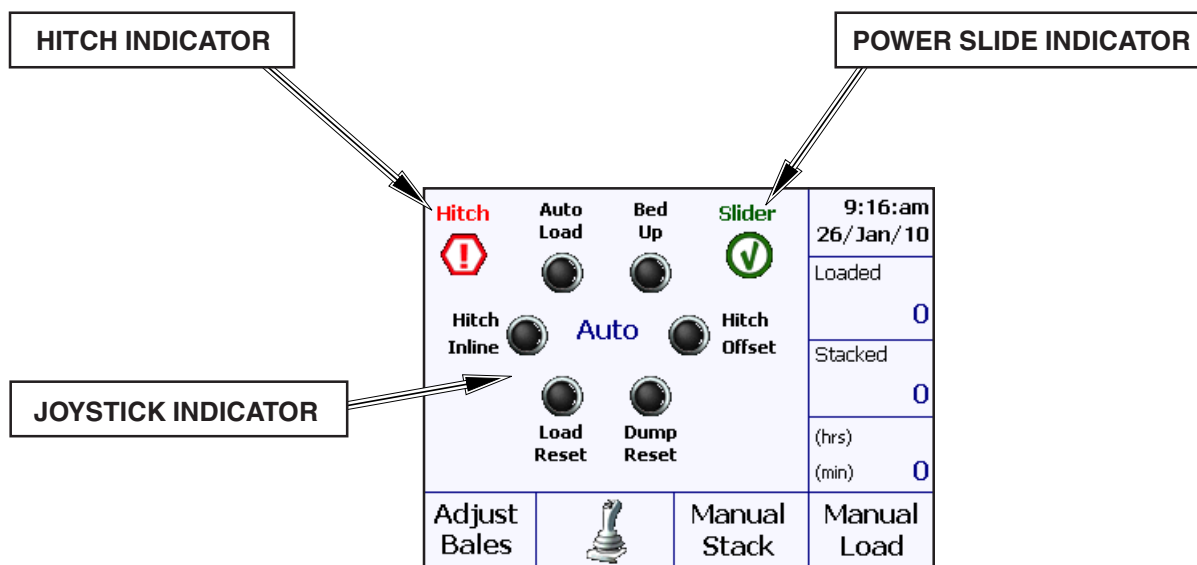 HITCH INDICATOR
POWER SLIDE INDICATOR
JOYSTICK INDICATOR
Hitch
Auto
Load
Bed
Up
Slider
9:16:am
26/Jan/10
Loaded
0
Hitch
Inline
Auto
Hitch
Offset
Stacked
0
Load
Reset
Dump
Reset
(hrs)
(min) 0
Adjust
Bales
Manual
Stack
Manual
Load